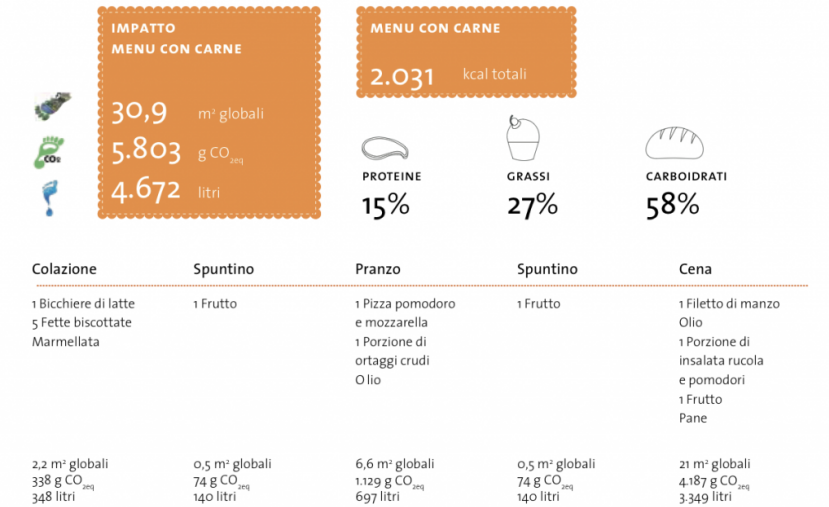 IMPATTO
MENU CON CARNE
30,9 m² globali
5.803 g CO₂eq
4.672 litri
CO₂
MENU CON CARNE
2.031 kcal totali
PROTEINE
15%
GRASSI
27%
CARBOIDRATI
58%
Colazione
1 Bicchiere di latte
5 Fette biscottate
Marmellata
2,2 m² globali
338 g CO₂eq
348 litri
Spuntino
1 Frutto
0,5 m² globali
74 g CO₂eq
140 litri
Pranzo
1 Pizza pomodoro
e mozzarella
1 Porzione di
ortaggi crudi
Olio
6,6 m² globali
1.129 g CO₂eq
697 litri
Spuntino
1 Frutto
0,5 m² globali
74 g CO₂eq
140 litri
Cena
1 Filetto di manzo
Olio
1 Porzione di
insalata rucola
e pomodori
1 Frutto
Pane
21 m² globali
4.187 g CO₂eq
3.349 litri